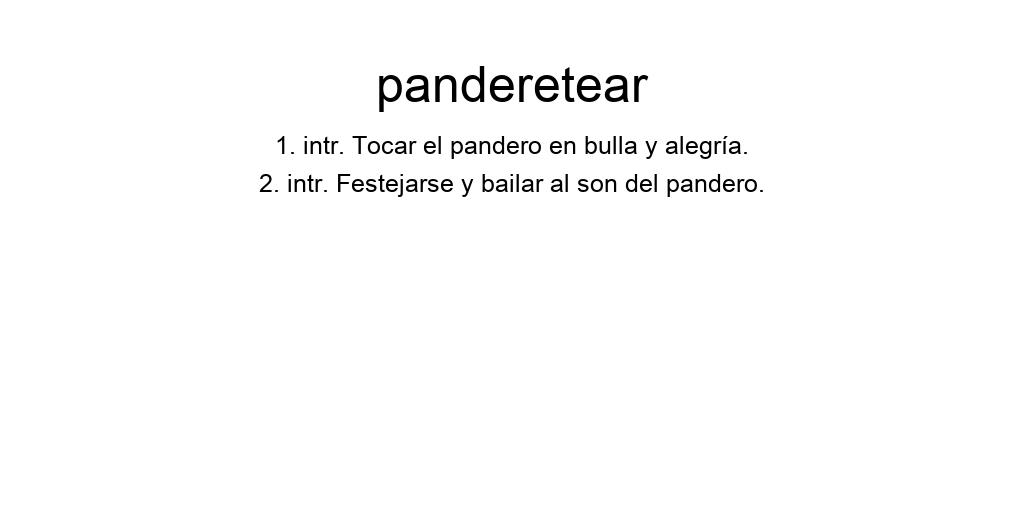 panderetear
1. intr. Tocar el pandero en bulla y alegría.
2. intr. Festejarse y bailar al son del pandero.